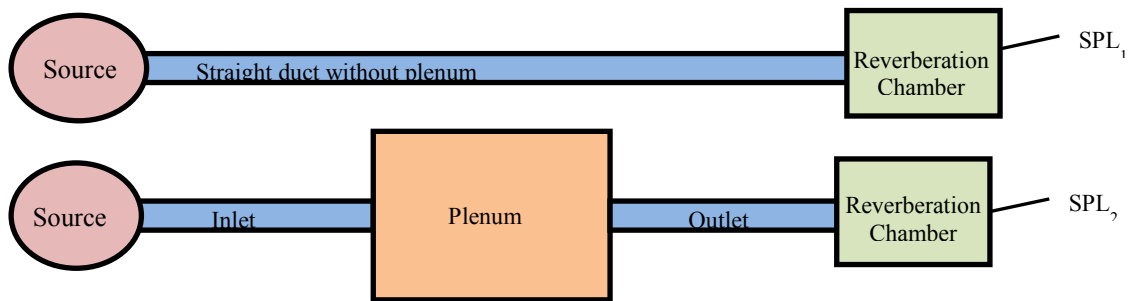 Source
Straight duct without plenum
Reverberation
Chamber
SPL₁
Source
Inlet
Plenum
Outlet
Reverberation
Chamber
SPL₂